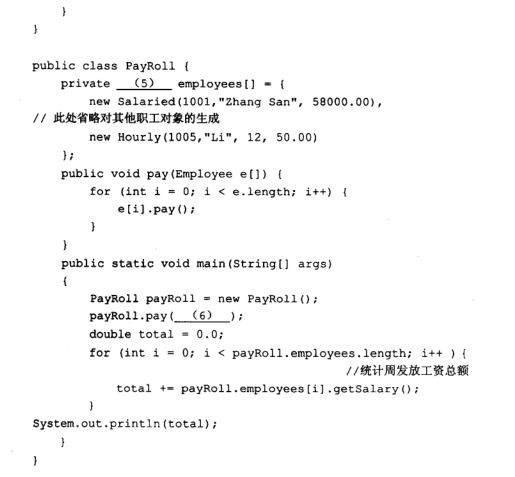 }
}
public class PayRoll {
private （5） employees[] = {
new Salaried(1001,"Zhang San", 58000.00),
// 此处省略对其他职工对象的生成
new Hourly(1005,"Li", 12, 50.00)
};
public void pay(Employee e[]) {
for (int i = 0; i < e.length; i++) {
e[i].pay();
}
}
public static void main(String[] args)
{
PayRoll payRoll = new PayRoll();
payRoll.pay(（6）);
double total = 0.0;
for (int i = 0; i < payRoll.employees.length; i++ ) {
//统计周发放工资总额
total += payRoll.employees[i].getSalary();
}
System.out.println(total);
}
}